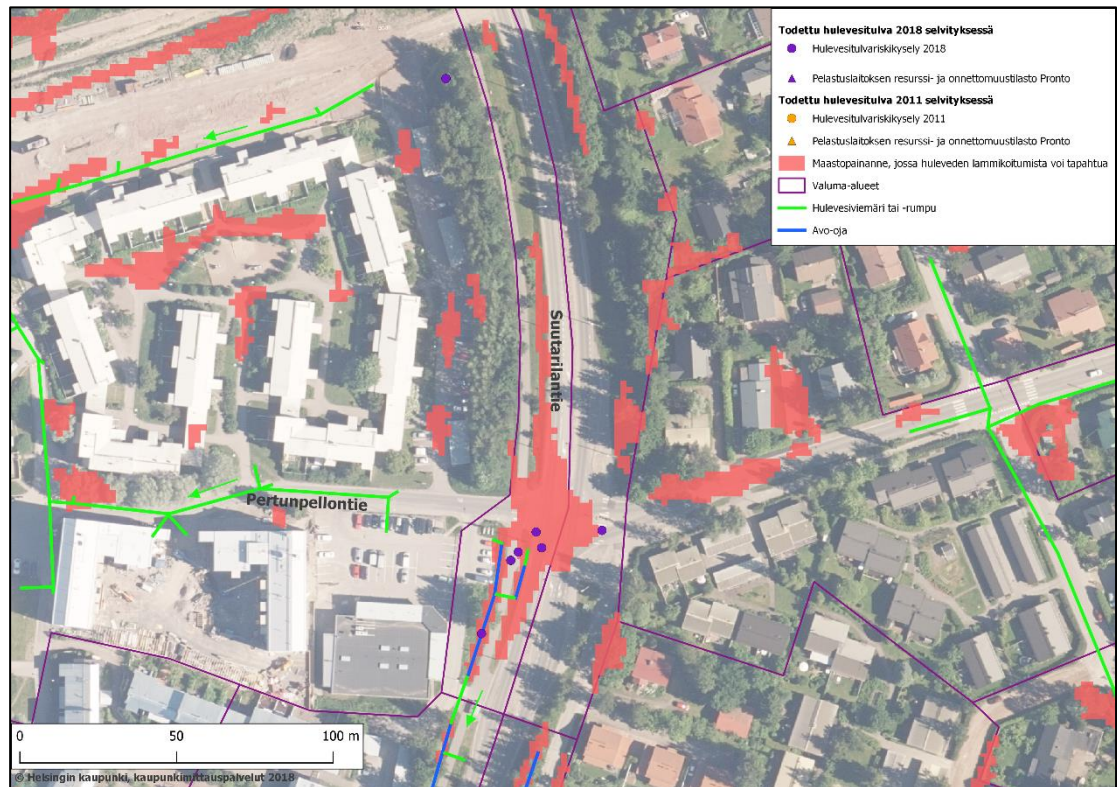 Todettu hulevesitulva 2018 selvityksessä
Hulevesitulvariskikysely 2018
Pelastuslaitoksen resurssi- ja onnettomuustilasto Pronto
Todettu hulevesitulva 2011 selvityksessä
Hulevesitulvariskikysely 2011
Pelastuslaitoksen resurssi- ja onnettomuustilasto Pronto
Maastopainanne, jossa huleveden lammikoitumista voi tapahtua
Valuma-alueet
Hulevesiviemäri tai -rumpu
Avo-oja
Suutarilantie
Pertunpellontie
0 50 100 m
© Helsingin kaupunki, kaupunkimittauspalvelut 2018